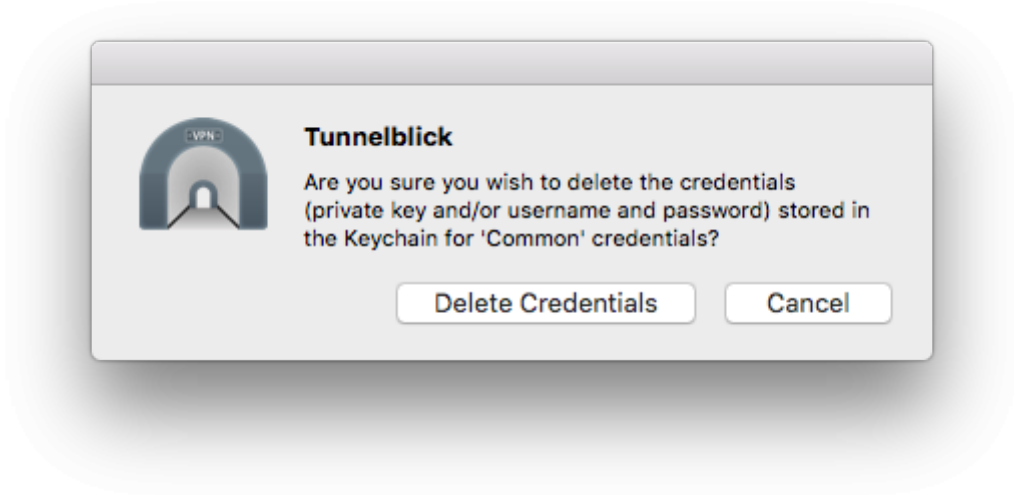 VPN
Tunnelblick
Are you sure you wish to delete the credentials
(private key and/or username and password) stored in
the Keychain for 'Common' credentials?
Delete Credentials
Cancel